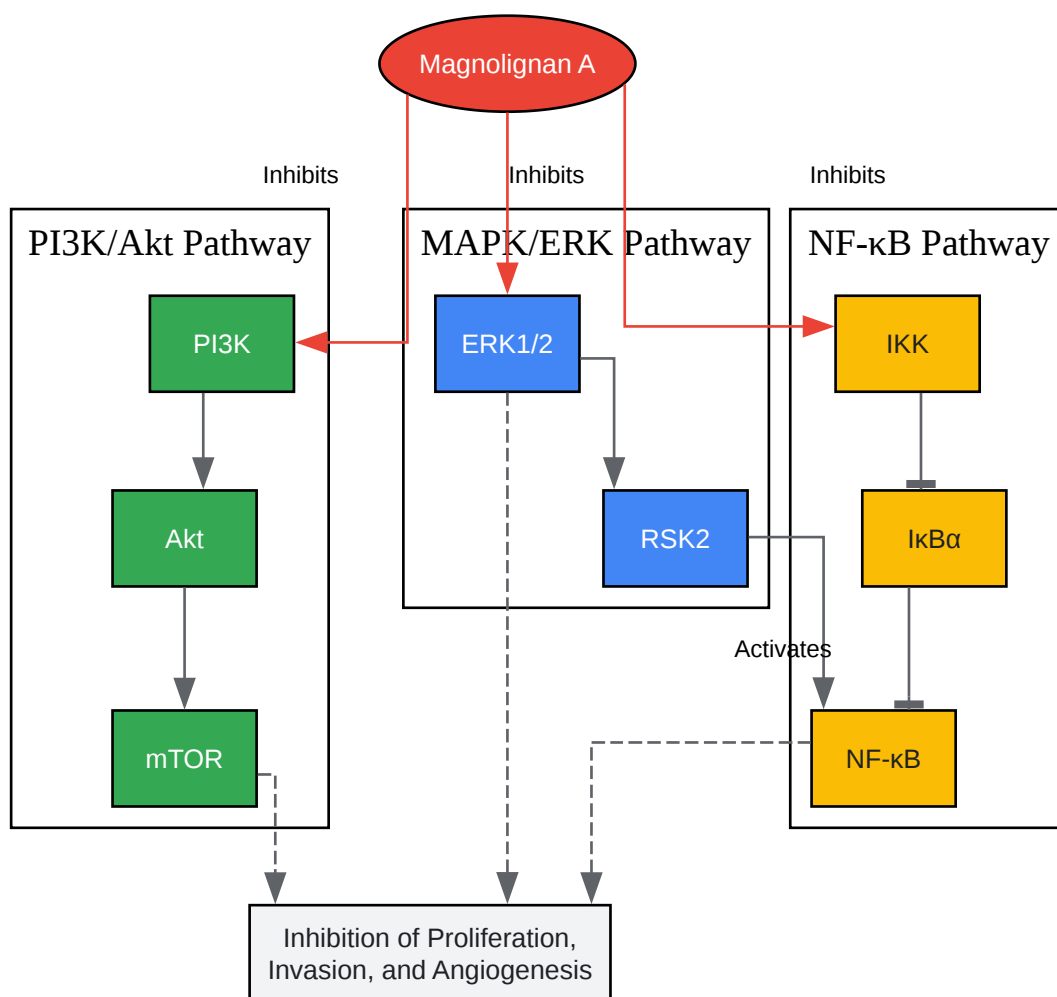 Magnolignan A
Inhibits
Inhibits
Inhibits
PI3K/Akt Pathway
MAPK/ERK Pathway
NF-κB Pathway
PI3K
ERK1/2
IKK
Akt
RSK2
IκBα
Activates
mTOR
NF-κB
Inhibition of Proliferation,
Invasion, and Angiogenesis